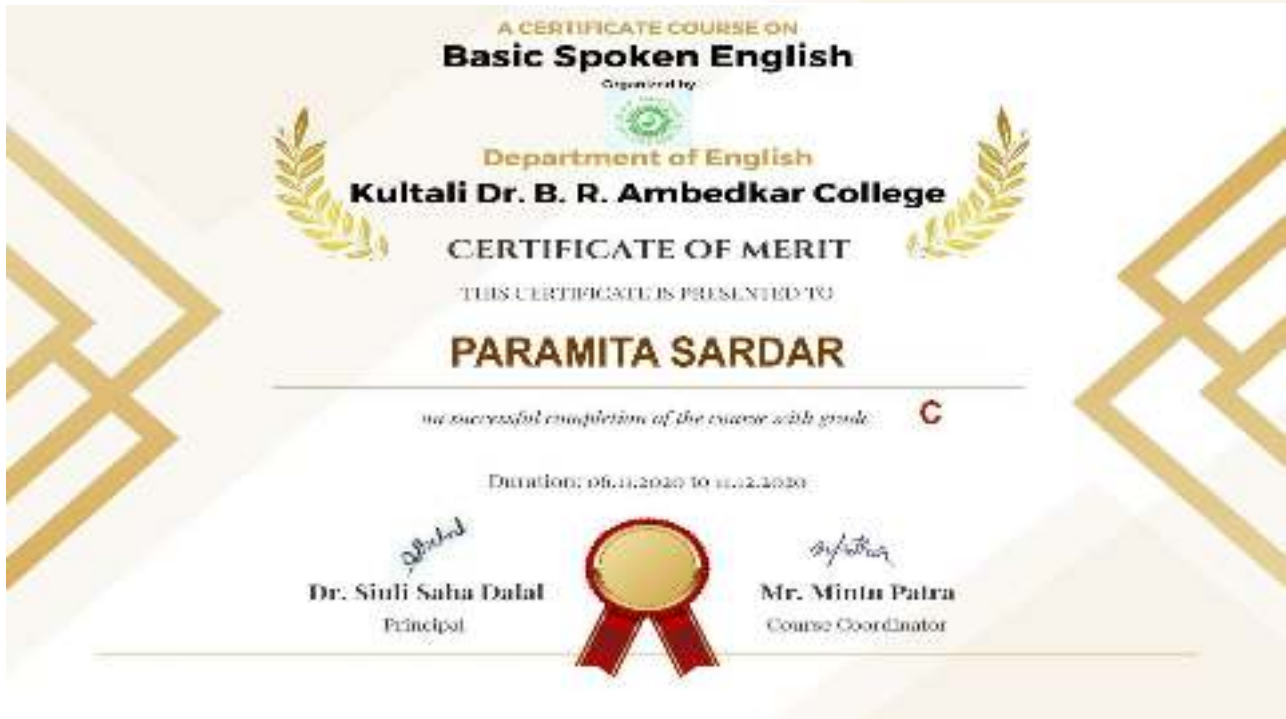 A CERTIFICATE COURSE ON
Basic Spoken English
Organized by
Department of English
Kultali Dr. B. R. Ambedkar College
CERTIFICATE OF MERIT
THIS CERTIFICATE IS PRESENTED TO
PARAMITA SARDAR
on successful completion of the course with grade C
Duration: 06.11.2020 to 11.12.2020
Dr. Siuli Saha Dalal Mr. Mintu Patra
Principal Course Coordinator